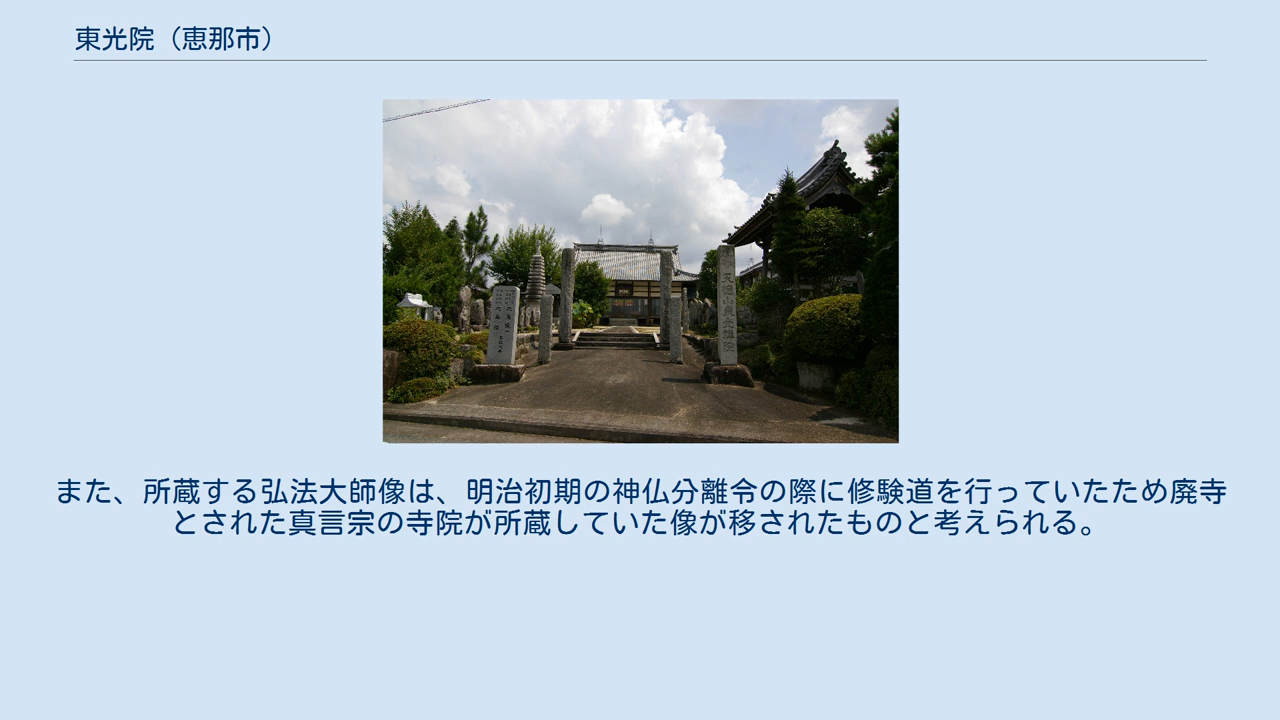 東光院（恵那市）
また、所蔵する弘法大師像は、明治初期の神仏分離令の際に修験道を行っていたため廃寺
とされた真言宗の寺院が所蔵していた像が移されたものと考えられる。